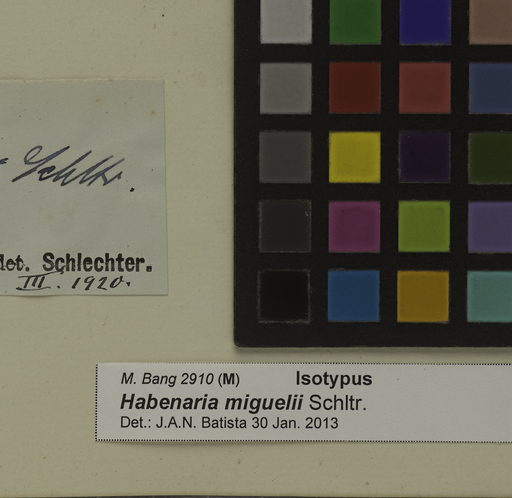 Schltr.
det. Schlechter.
III. 1920.
M. Bang 2910 (M) Isotypus
Habenaria miguelii Schltr.
Det.: J.A.N. Batista 30 Jan. 2013